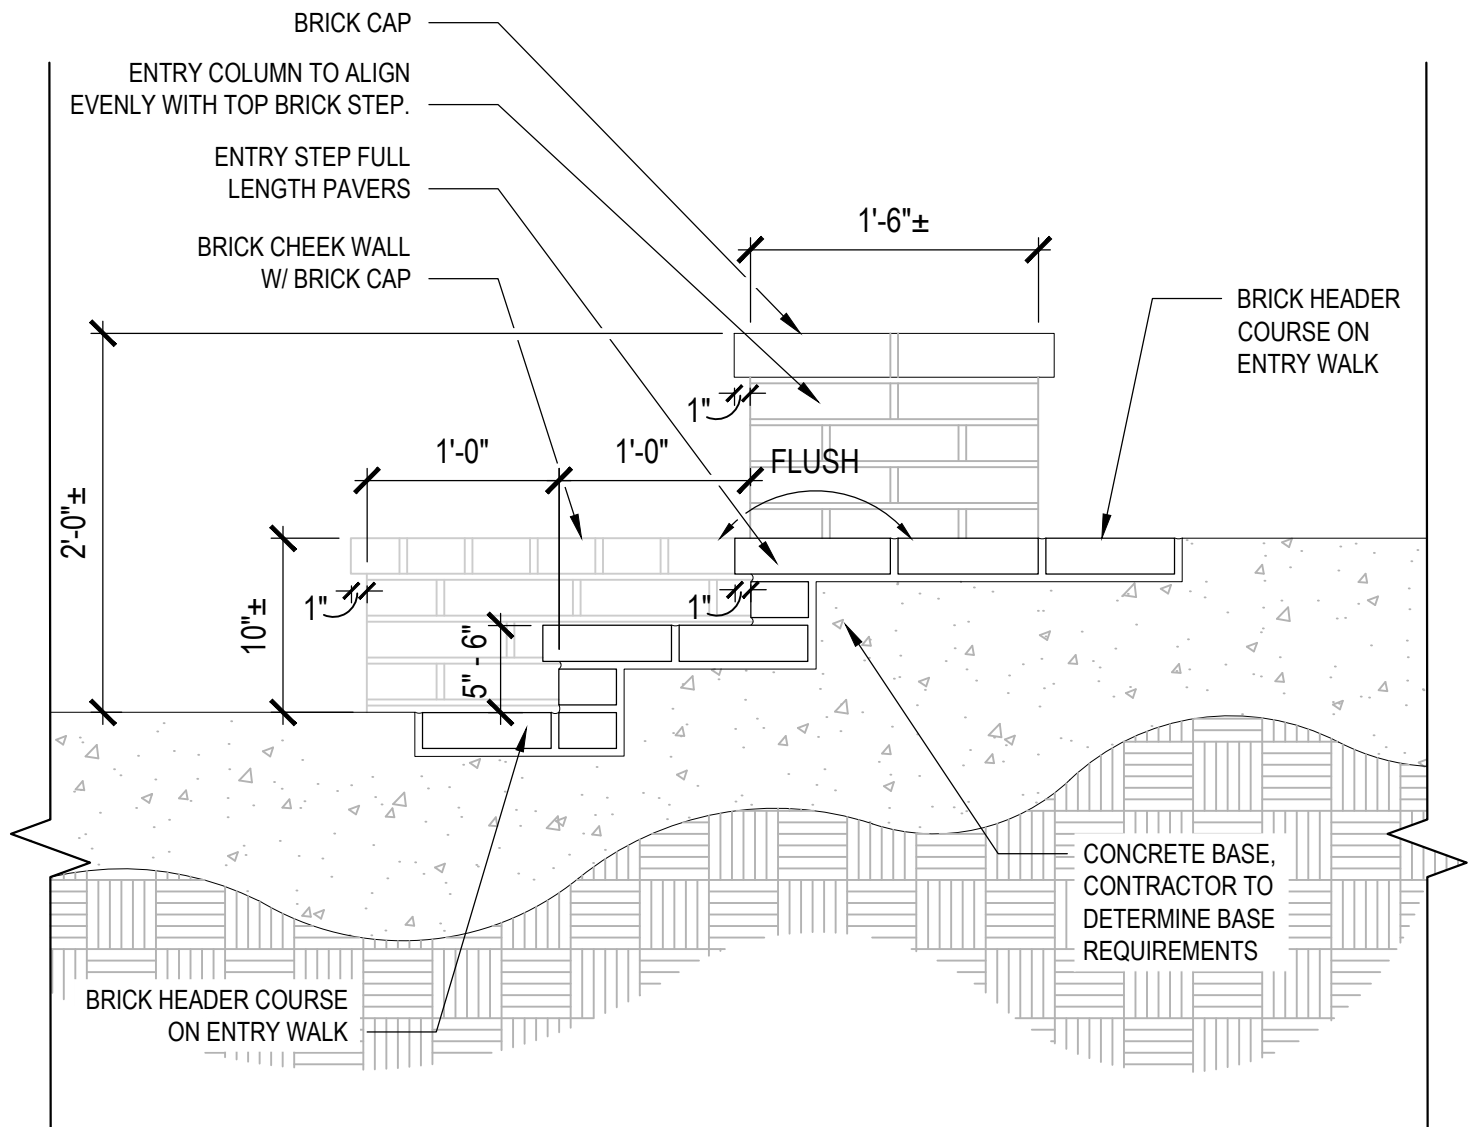 BRICK CAP
ENTRY COLUMN TO ALIGN
EVENLY WITH TOP BRICK STEP.
ENTRY STEP FULL
LENGTH PAVERS
BRICK CHEEK WALL
W/ BRICK CAP
1'-6"±
BRICK HEADER
COURSE ON
ENTRY WALK
1"
1'-0"
1'-0"
FLUSH
2'-0"±
10"±
1"
5" - 6"
1"
CONCRETE BASE,
CONTRACTOR TO
DETERMINE BASE
REQUIREMENTS
BRICK HEADER COURSE
ON ENTRY WALK